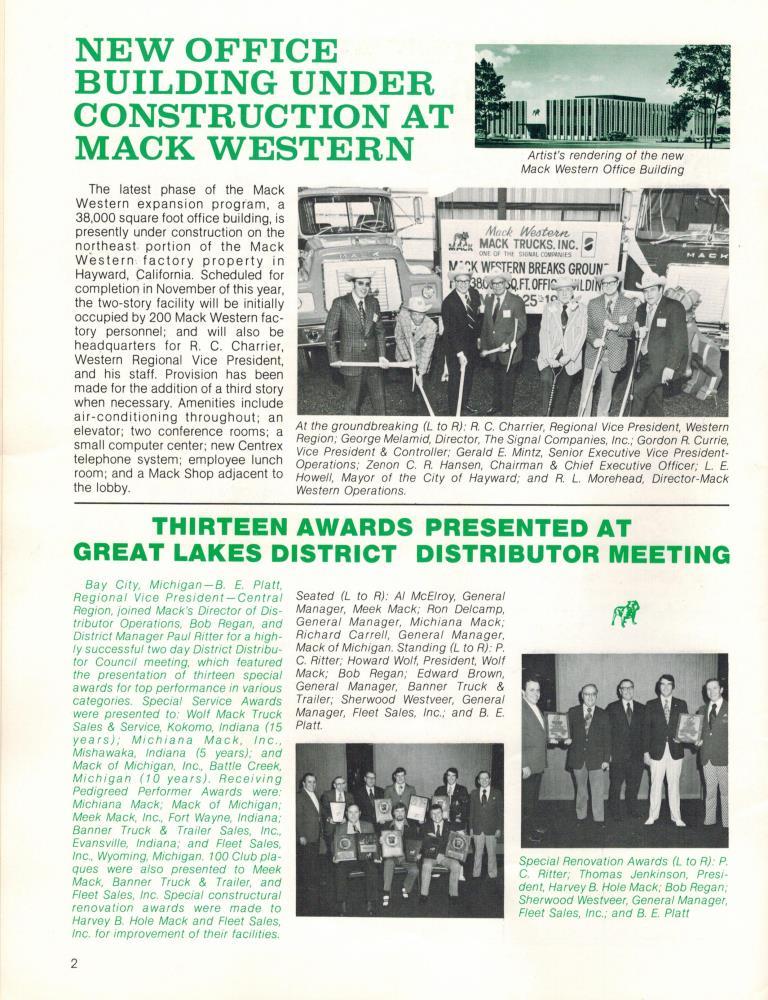 NEW OFFICE
BUILDING UNDER
CONSTRUCTION AT
MACK WESTERN
Artist's rendering of the new
Mack Western Office Building
The latest phase of the Mack
Western expansion program, a
38,000 square foot office building, is
presently under construction on the
northeast portion of the Mack
Western factory property in
Hayward, California. Scheduled for
completion in November of this year,
the two-story facility will be initially
occupied by 200 Mack Western fac-
tory personnel; and will also be
headquarters for R. C. Charrier,
Western Regional Vice President,
and his staff. Provision has been
made for the addition of a third story
when necessary. Amenities include
air-conditioning throughout; an
elevator; two conference rooms; a
small computer center; new Centrex
telephone system; employee lunch
room; and a Mack Shop adjacent to
the lobby.
Mack Western
MACK
MACK TRUCKS, INC.
ONE OF THE SIGNAL COMPANIES
MACK WESTERN BREAKS GROUN
SQ. FT. OFFIC
MACK
At the groundbreaking (L to R): R. C. Charrier, Regional Vice President, Western
Region; George Melamid, Director, The Signal Companies, Inc.; Gordon R. Currie,
Vice President & Controller; Gerald E. Mintz, Senior Executive Vice President-
Operations; Zenon C. R. Hansen, Chairman & Chief Executive Officer; L. E.
Howell, Mayor of the City of Hayward; and R. L. Morehead, Director-Mack
Western Operations.
THIRTEEN AWARDS PRESENTED AT
GREAT LAKES DISTRICT DISTRIBUTOR MEETING
Bay City, Michigan—B. E. Platt,
Regional Vice President—Central
Region, joined Mack's Director of Dis-
tributor Operations, Bob Regan, and
District Manager Paul Ritter for a high-
ly successful two day District Distribu-
tor Council meeting, which featured
the presentation of thirteen special
awards for top performance in various
categories. Special Service Awards
were presented to: Wolf Mack Truck
Sales & Service, Kokomo, Indiana (15
years); Michiana Mack, Inc.,
Mishawaka, Indiana (5 years); and
Mack of Michigan, Inc., Battle Creek,
Michigan (10 years). Receiving
Pedigreed Performer Awards were:
Michiana Mack; Mack of Michigan;
Meek Mack, Inc., Fort Wayne, Indiana;
Banner Truck & Trailer Sales, Inc.,
Evansville, Indiana; and Fleet Sales,
Inc., Wyoming, Michigan. 100 Club pla-
ques were also presented to Meek
Mack, Banner Truck & Trailer, and
Fleet Sales, Inc. Special constructural
renovation awards were made to
Harvey B. Hole Mack and Fleet Sales,
Inc. for improvement of their facilities.
Seated (L to R): Al McElroy, General
Manager, Meek Mack; Ron Delcamp,
General Manager, Michiana Mack;
Richard Carrell, General Manager,
Mack of Michigan. Standing (L to R): P.
C. Ritter; Howard Wolf, President, Wolf
Mack; Bob Regan; Edward Brown,
General Manager, Banner Truck &
Trailer; Sherwood Westveer, General
Manager, Fleet Sales, Inc.; and B. E.
Platt.
Special Renovation Awards (L to R): P.
C. Ritter; Thomas Jenkinson, Presi-
dent, Harvey B. Hole Mack; Bob Regan;
Sherwood Westveer, General Manager,
Fleet Sales, Inc.; and B. E. Platt
2